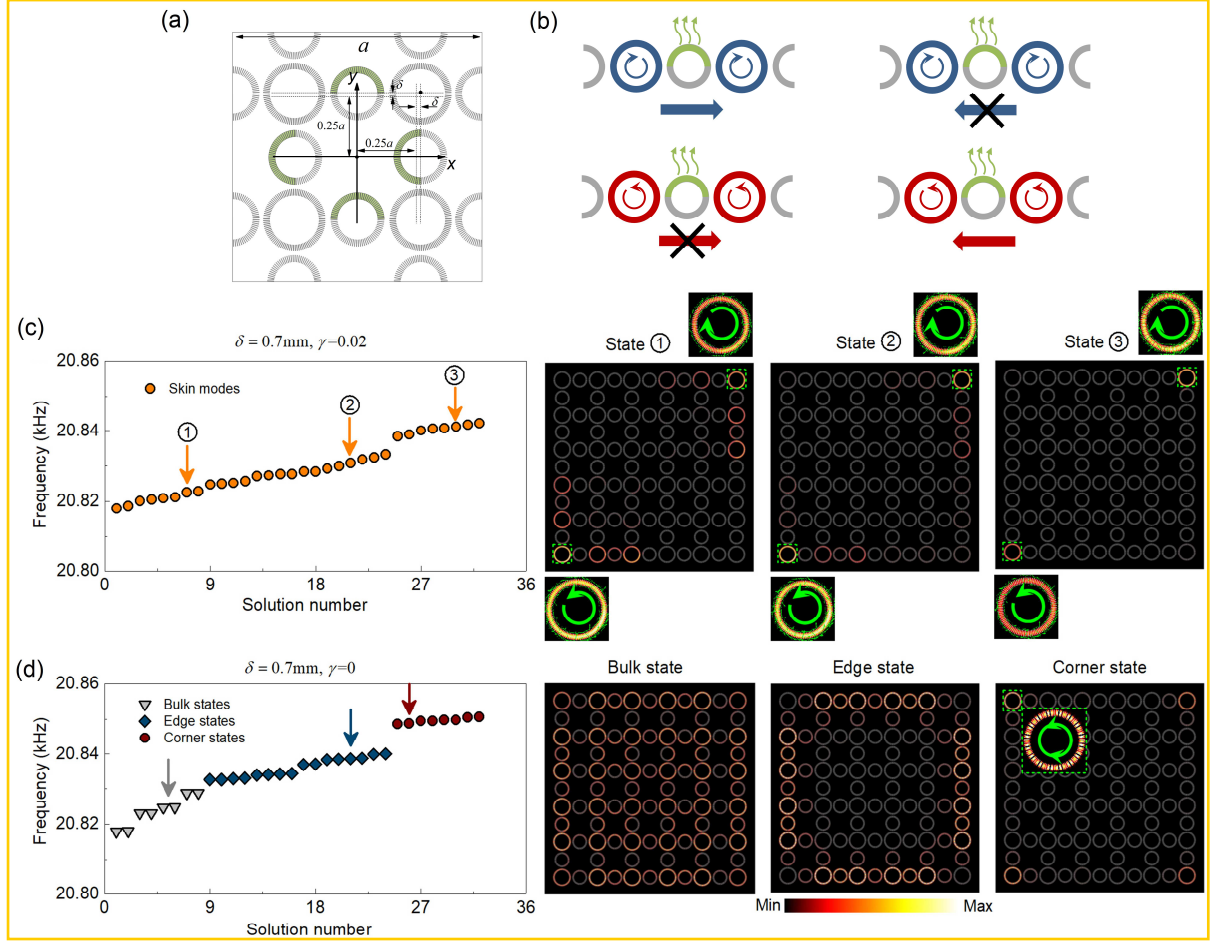 (a)
a
y
δ
δ
0.25a
0.25a
x
(b)
(c)
δ = 0.7mm, γ=0.02
20.86
20.84
20.82
20.80
Frequency (kHz)
Skin modes
①
②
③
0 9 18 27 36
Solution number
State ①
State ②
State ③
(d)
δ = 0.7mm, γ=0
20.86
20.84
20.82
20.80
Frequency (kHz)
Bulk states
Edge states
Corner states
0 9 18 27 36
Solution number
Bulk state
Edge state
Corner state
Min Max